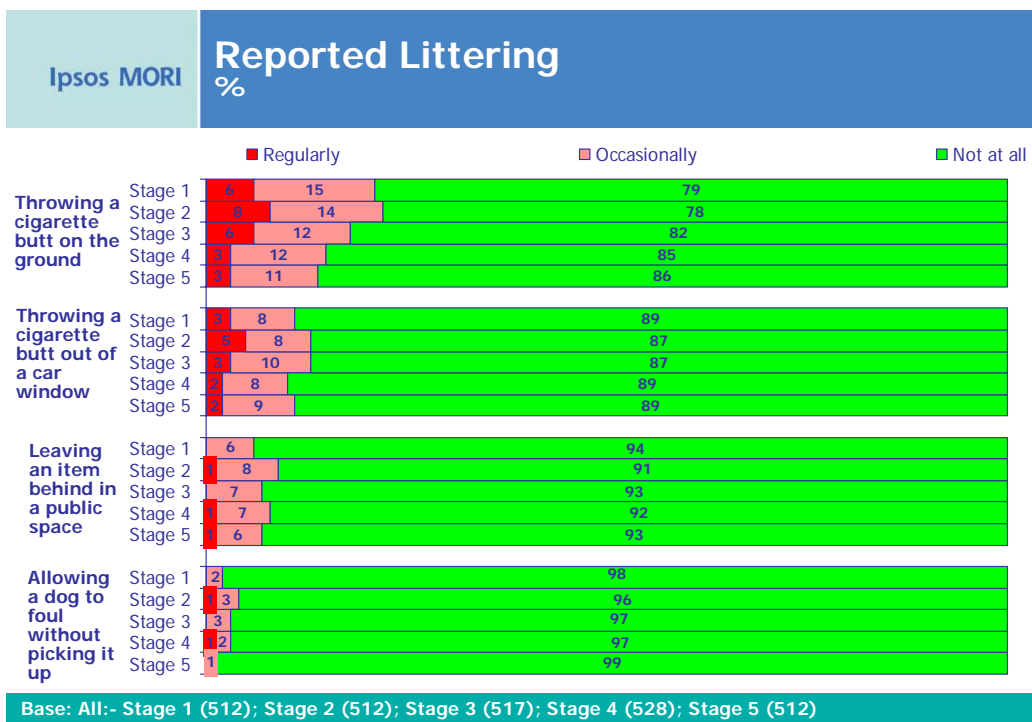 Ipsos MORI
Reported Littering
%
Regularly
Occasionally
Not at all
Throwing a
cigarette
butt on the
ground
Stage 1 6 15 79
Stage 2 8 14 78
Stage 3 6 12 82
Stage 4 3 12 85
Stage 5 3 11 86
Throwing a
cigarette
butt out of
a car
window
Stage 1 3 8 89
Stage 2 5 8 87
Stage 3 3 10 87
Stage 4 2 8 89
Stage 5 2 9 89
Leaving
an item
behind in
a public
space
Stage 1 6 94
Stage 2 1 8 91
Stage 3 7 93
Stage 4 1 7 92
Stage 5 1 6 93
Allowing
a dog to
foul
without
picking it
up
Stage 1 2 98
Stage 2 1 3 96
Stage 3 3 97
Stage 4 1 2 97
Stage 5 1 99
Base: All:- Stage 1 (512); Stage 2 (512); Stage 3 (517); Stage 4 (528); Stage 5 (512)